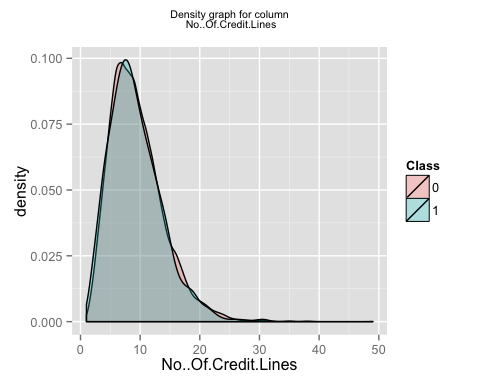 Density graph for column
No..Of.Credit.Lines
0.100
0.075
0.050
0.025
0.000
density
0 10 20 30 40 50
No..Of.Credit.Lines
Class
0
1